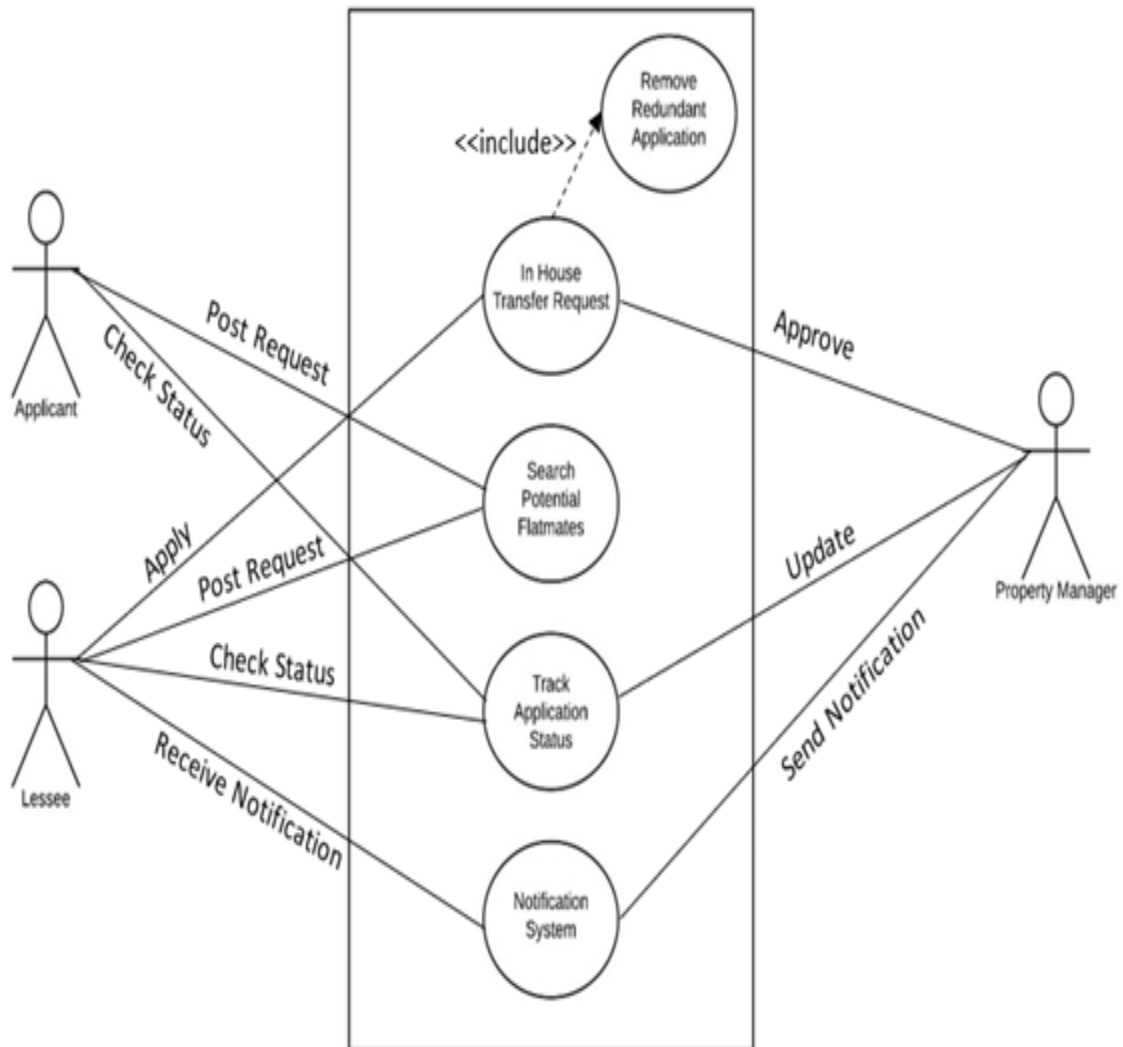 Remove
Redundant
Application
<<include>>
In House
Transfer Request
Post Request
Approve
Check Status
Applicant
Search
Potential
Flatmates
Apply
Post Request
Update
Property Manager
Check Status
Track
Application
Status
Send Notification
Receive Notification
Lessee
Notification
System